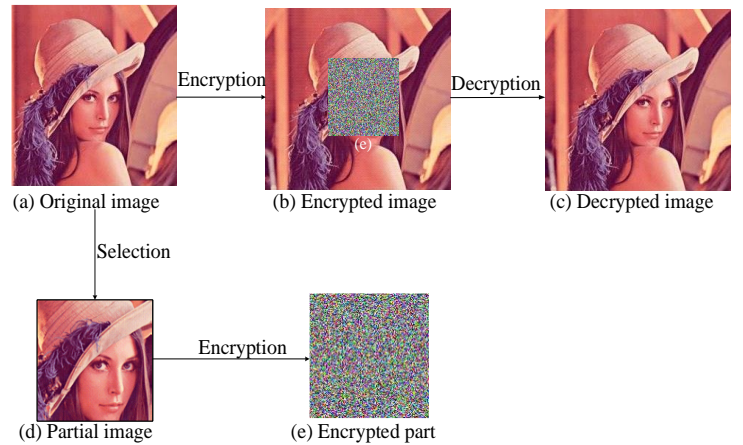 Encryption
Decryption
(e)
(a) Original image
(b) Encrypted image
(c) Decrypted image
Selection
Encryption
(d) Partial image
(e) Encrypted part